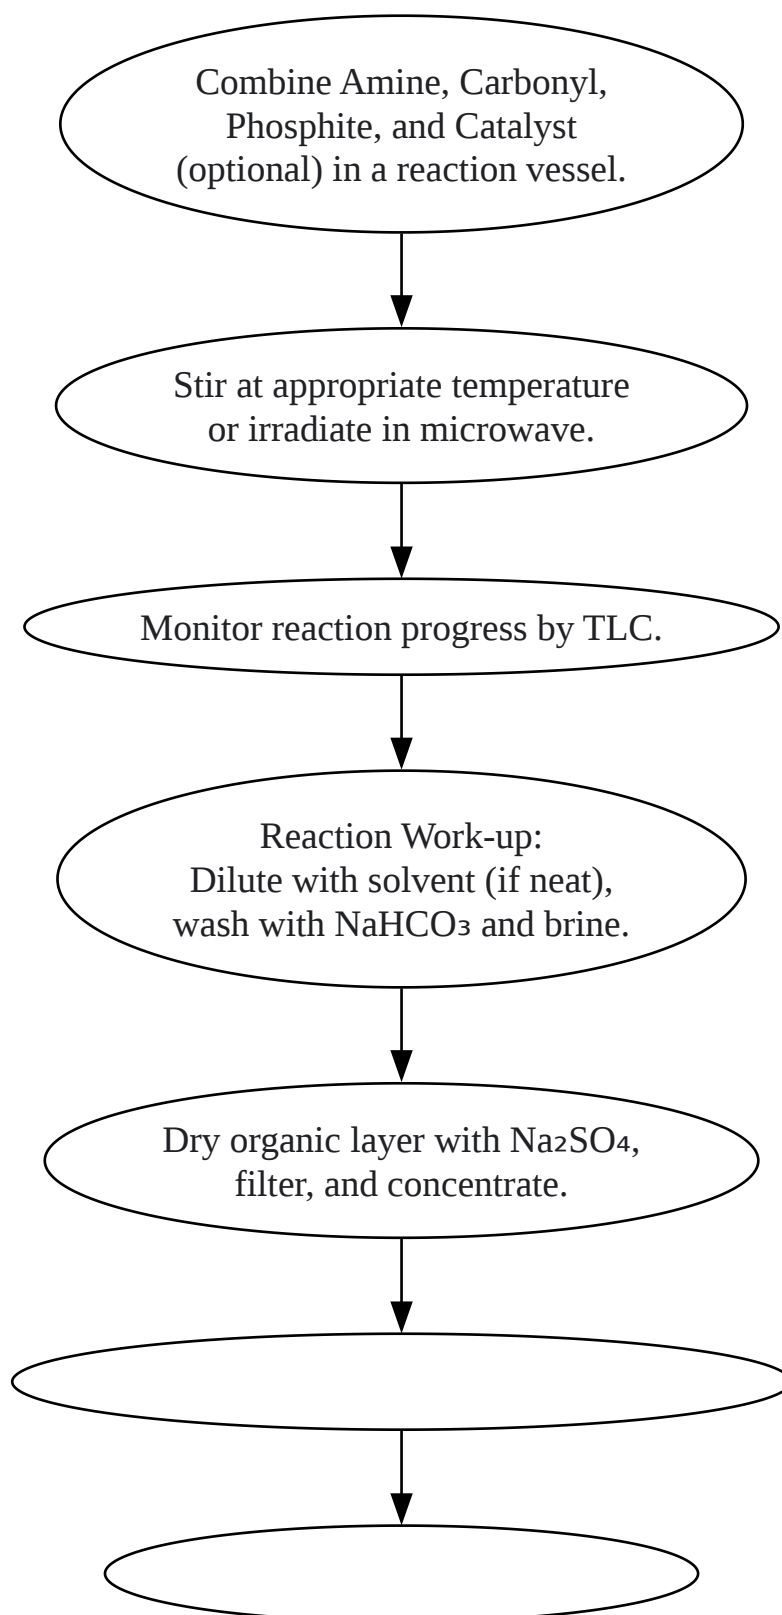 Combine Amine, Carbonyl,
Phosphite, and Catalyst
(optional) in a reaction vessel.
Stir at appropriate temperature
or irradiate in microwave.
Monitor reaction progress by TLC.
Reaction Work-up:
Dilute with solvent (if neat),
wash with NaHCO₃ and brine.
Dry organic layer with Na₂SO₄,
filter, and concentrate.